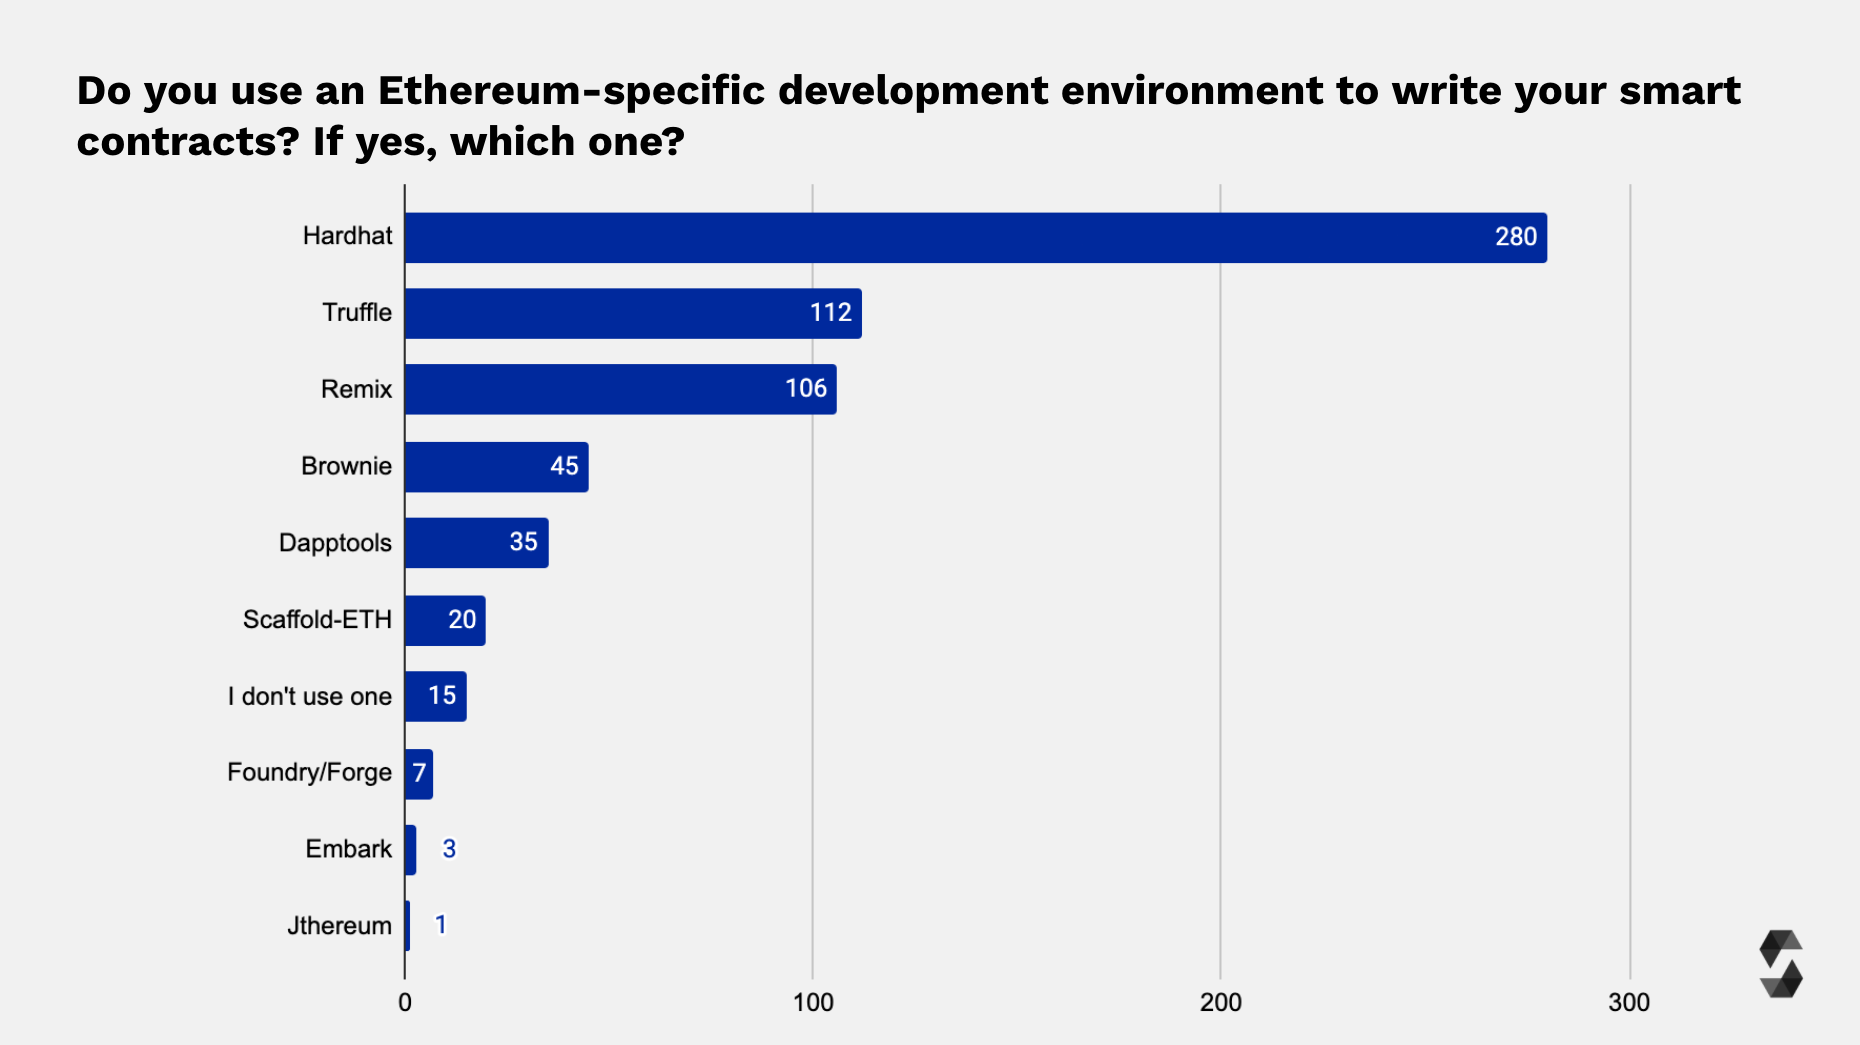 Do you use an Ethereum-specific development environment to write your smart
contracts? If yes, which one?
Hardhat 280
Truffle 112
Remix 106
Brownie 45
Dapptools 35
Scaffold-ETH 20
I don't use one 15
Foundry/Forge 7
Embark 3
Jthereum 1
0 100 200 300